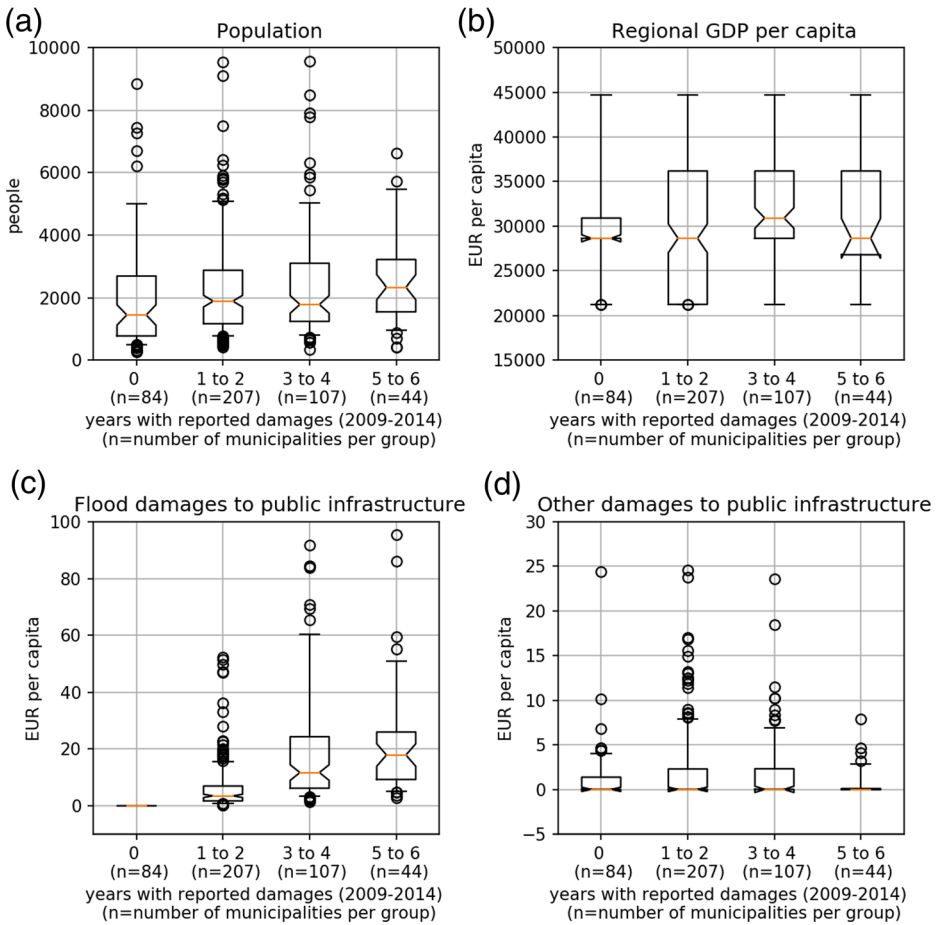 (a)
Population
10000
8000
6000
4000
2000
0
people
0
(n=84)
1 to 2
(n=207)
3 to 4
(n=107)
5 to 6
(n=44)
years with reported damages (2009-2014)
(n=number of municipalities per group)
(b)
Regional GDP per capita
50000
45000
40000
35000
30000
25000
20000
15000
EUR per capita
0
(n=84)
1 to 2
(n=207)
3 to 4
(n=107)
5 to 6
(n=44)
years with reported damages (2009-2014)
(n=number of municipalities per group)
(c)
Flood damages to public infrastructure
100
80
60
40
20
0
EUR per capita
0
(n=84)
1 to 2
(n=207)
3 to 4
(n=107)
5 to 6
(n=44)
years with reported damages (2009-2014)
(n=number of municipalities per group)
(d)
Other damages to public infrastructure
30
25
20
15
10
5
0
−5
EUR per capita
0
(n=84)
1 to 2
(n=207)
3 to 4
(n=107)
5 to 6
(n=44)
years with reported damages (2009-2014)
(n=number of municipalities per group)